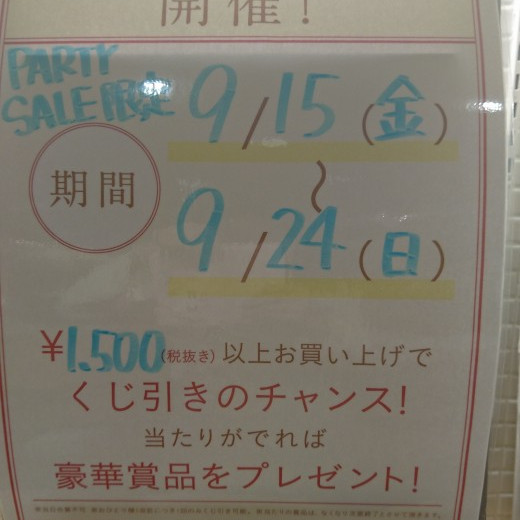 開催!
PARTY
SALE限定
期間
9/15(金)
〜
9/24(日)
¥1.500(税抜き)以上お買い上げで
くじ引きのチャンス!
当たりがでれば
豪華賞品をプレゼント!